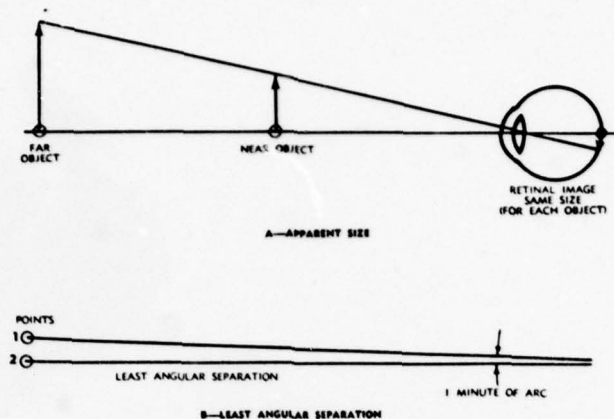 FAR
OBJECT
NEAR OBJECT
RETINAL IMAGE
SAME SIZE
(FOR EACH OBJECT)
A—APPARENT SIZE
POINTS
1
2
LEAST ANGULAR SEPARATION
1 MINUTE OF ARC
B—LEAST ANGULAR SEPARATION